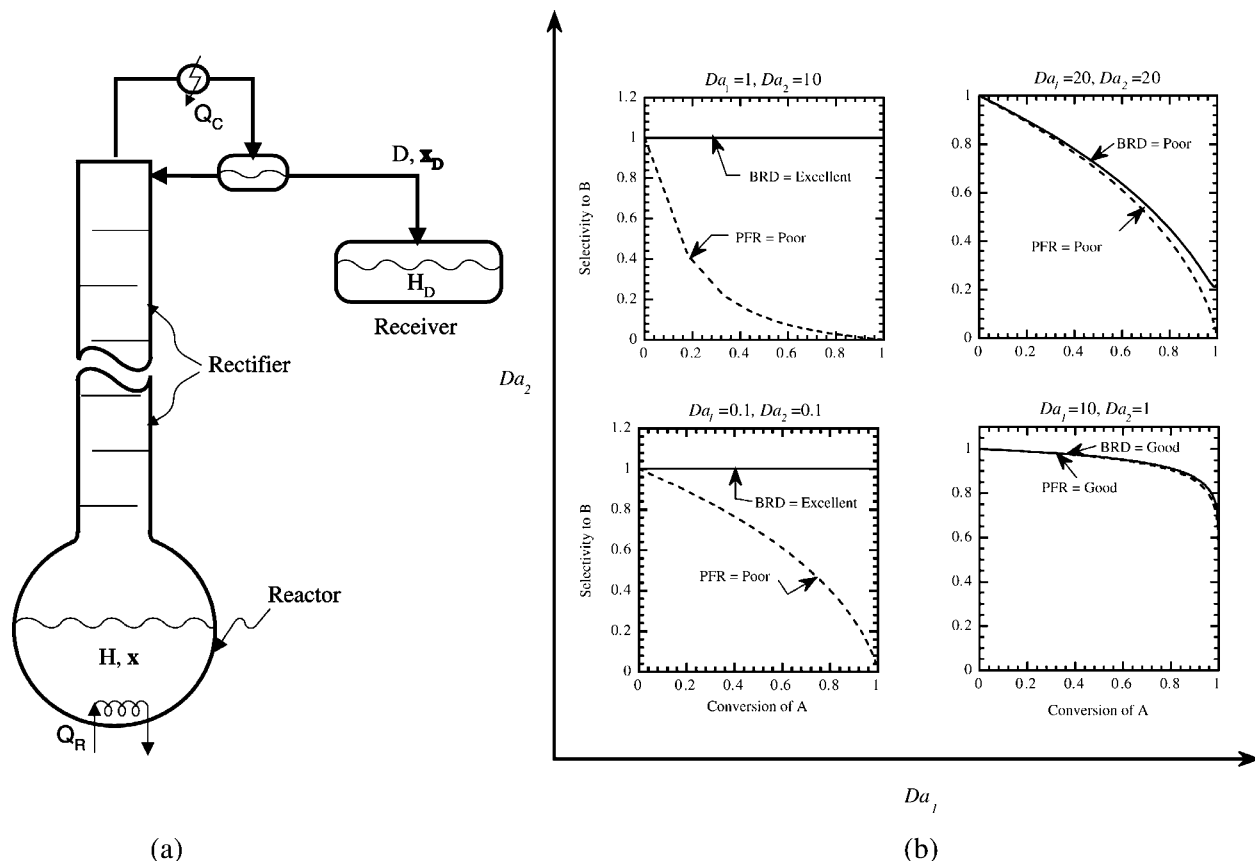 Q_C
D, x_D
H_D
Receiver
Rectifier
Reactor
H, x
Q_R
(a)
Da_2
Da_1=1, Da_2=10
1.2
1
0.8
0.6
0.4
0.2
0
0 0.2 0.4 0.6 0.8 1
Selectivity to B
BRD = Excellent
PFR = Poor
Da_1=20, Da_2=20
1
0.8
0.6
0.4
0.2
0
0 0.2 0.4 0.6 0.8 1
BRD = Poor
PFR = Poor
Da_1=0.1, Da_2=0.1
1.2
1
0.8
0.6
0.4
0.2
0
0 0.2 0.4 0.6 0.8 1
Selectivity to B
Conversion of A
BRD = Excellent
PFR = Poor
Da_1=10, Da_2=1
1
0.8
0.6
0.4
0.2
0
0 0.2 0.4 0.6 0.8 1
Conversion of A
BRD = Good
PFR = Good
Da_1
(b)